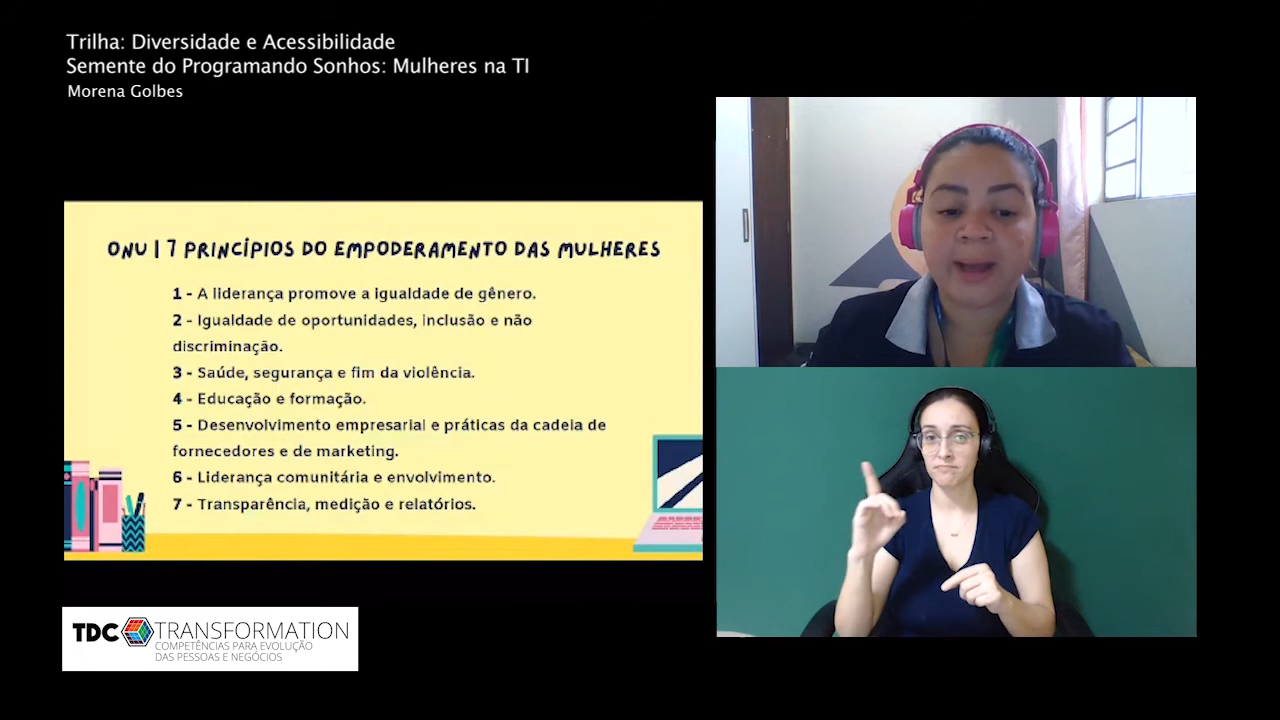 Trilha: Diversidade e Acessibilidade
Semente do Programando Sonhos: Mulheres na TI
Morena Golbes
ONU | 7 PRINCÍPIOS DO EMPODERAMENTO DAS MULHERES
1 - A liderança promove a igualdade de gênero.
2 - Igualdade de oportunidades, inclusão e não
discriminação.
3 - Saúde, segurança e fim da violência.
4 - Educação e formação.
5 - Desenvolvimento empresarial e práticas da cadeia de
fornecedores e de marketing.
6 - Liderança comunitária e envolvimento.
7 - Transparência, medição e relatórios.
TDC TRANSFORMATION
COMPETÊNCIAS PARA EVOLUÇÃO
DAS PESSOAS E NEGÓCIOS